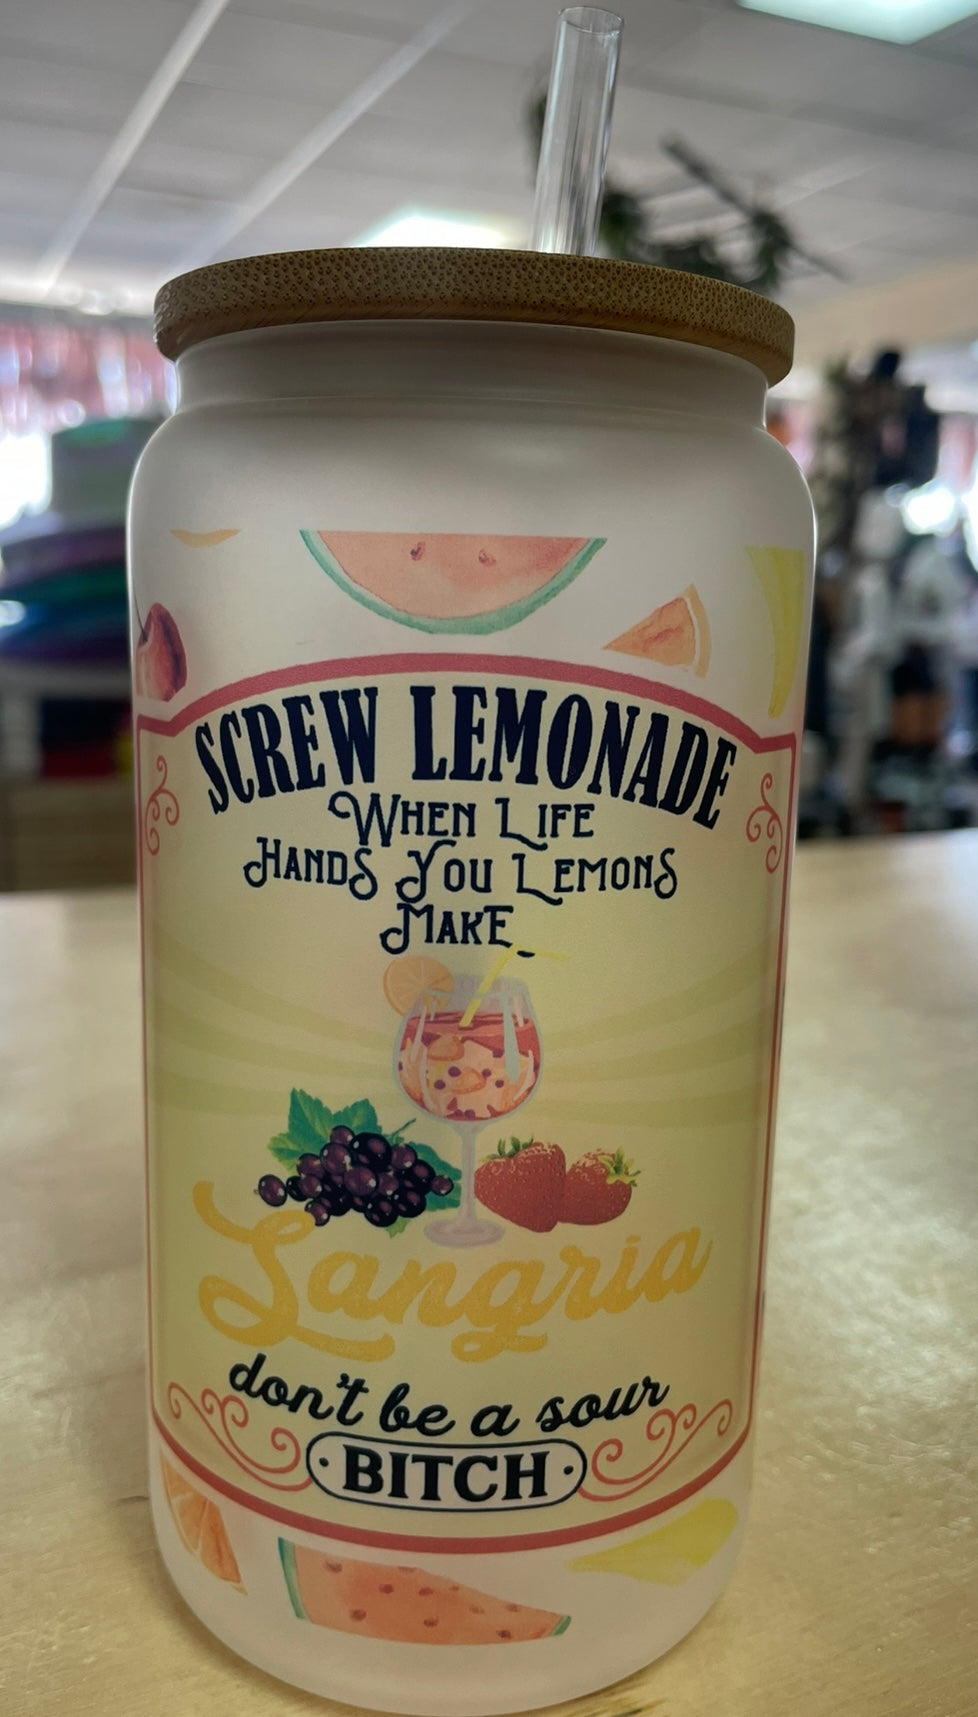 SCREW LEMONADE
WHEN LIFE
HANDS YOU LEMONS
MAKE
Sangria
don't be a sour
BITCH